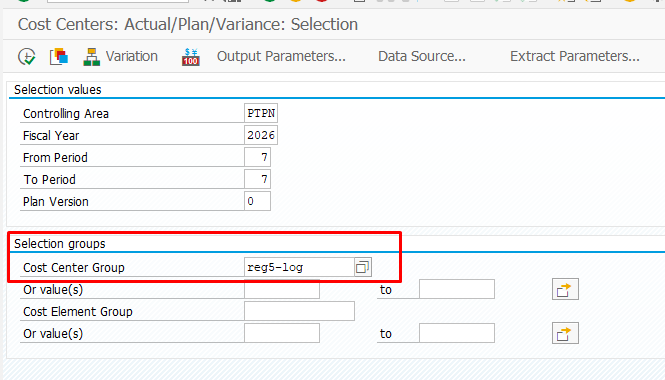 Cost Centers: Actual/Plan/Variance: Selection
Variation Output Parameters... Data Source... Extract Parameters...
Selection values
Controlling Area PTPN
Fiscal Year 2026
From Period 7
To Period 7
Plan Version 0
Selection groups
Cost Center Group reg5-log
Or value(s) to
Cost Element Group
Or value(s) to